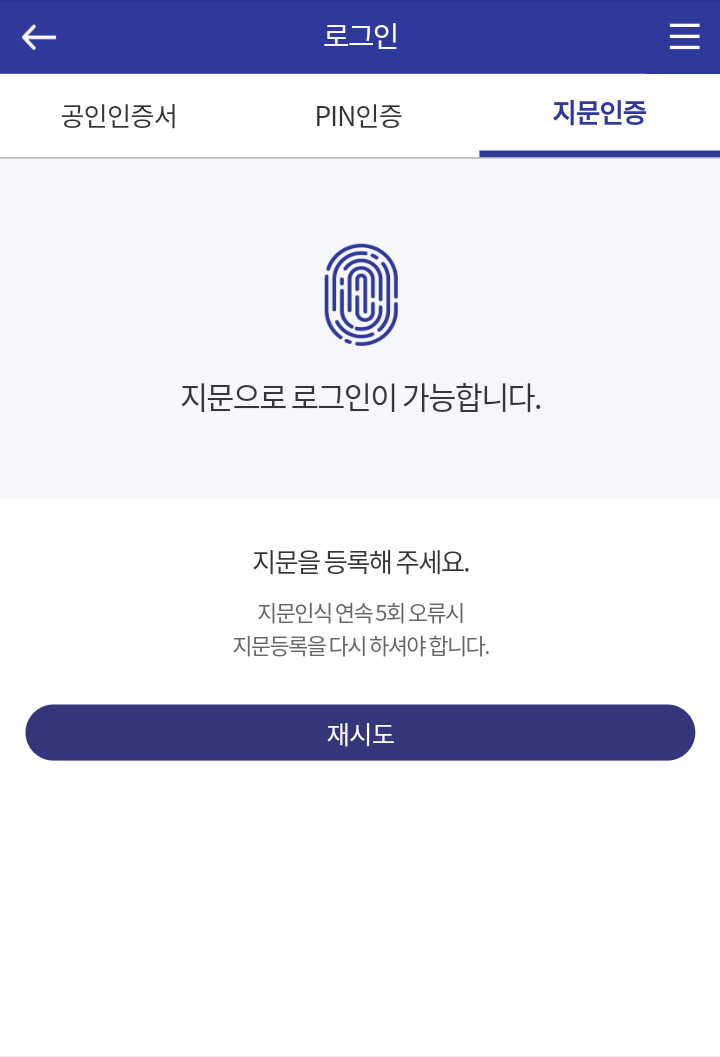 로그인
공인인증서
PIN인증
지문인증
지문으로 로그인이 가능합니다.
지문을 등록해 주세요.
지문인식 연속 5회 오류시
지문등록을 다시 하셔야 합니다.
재시도